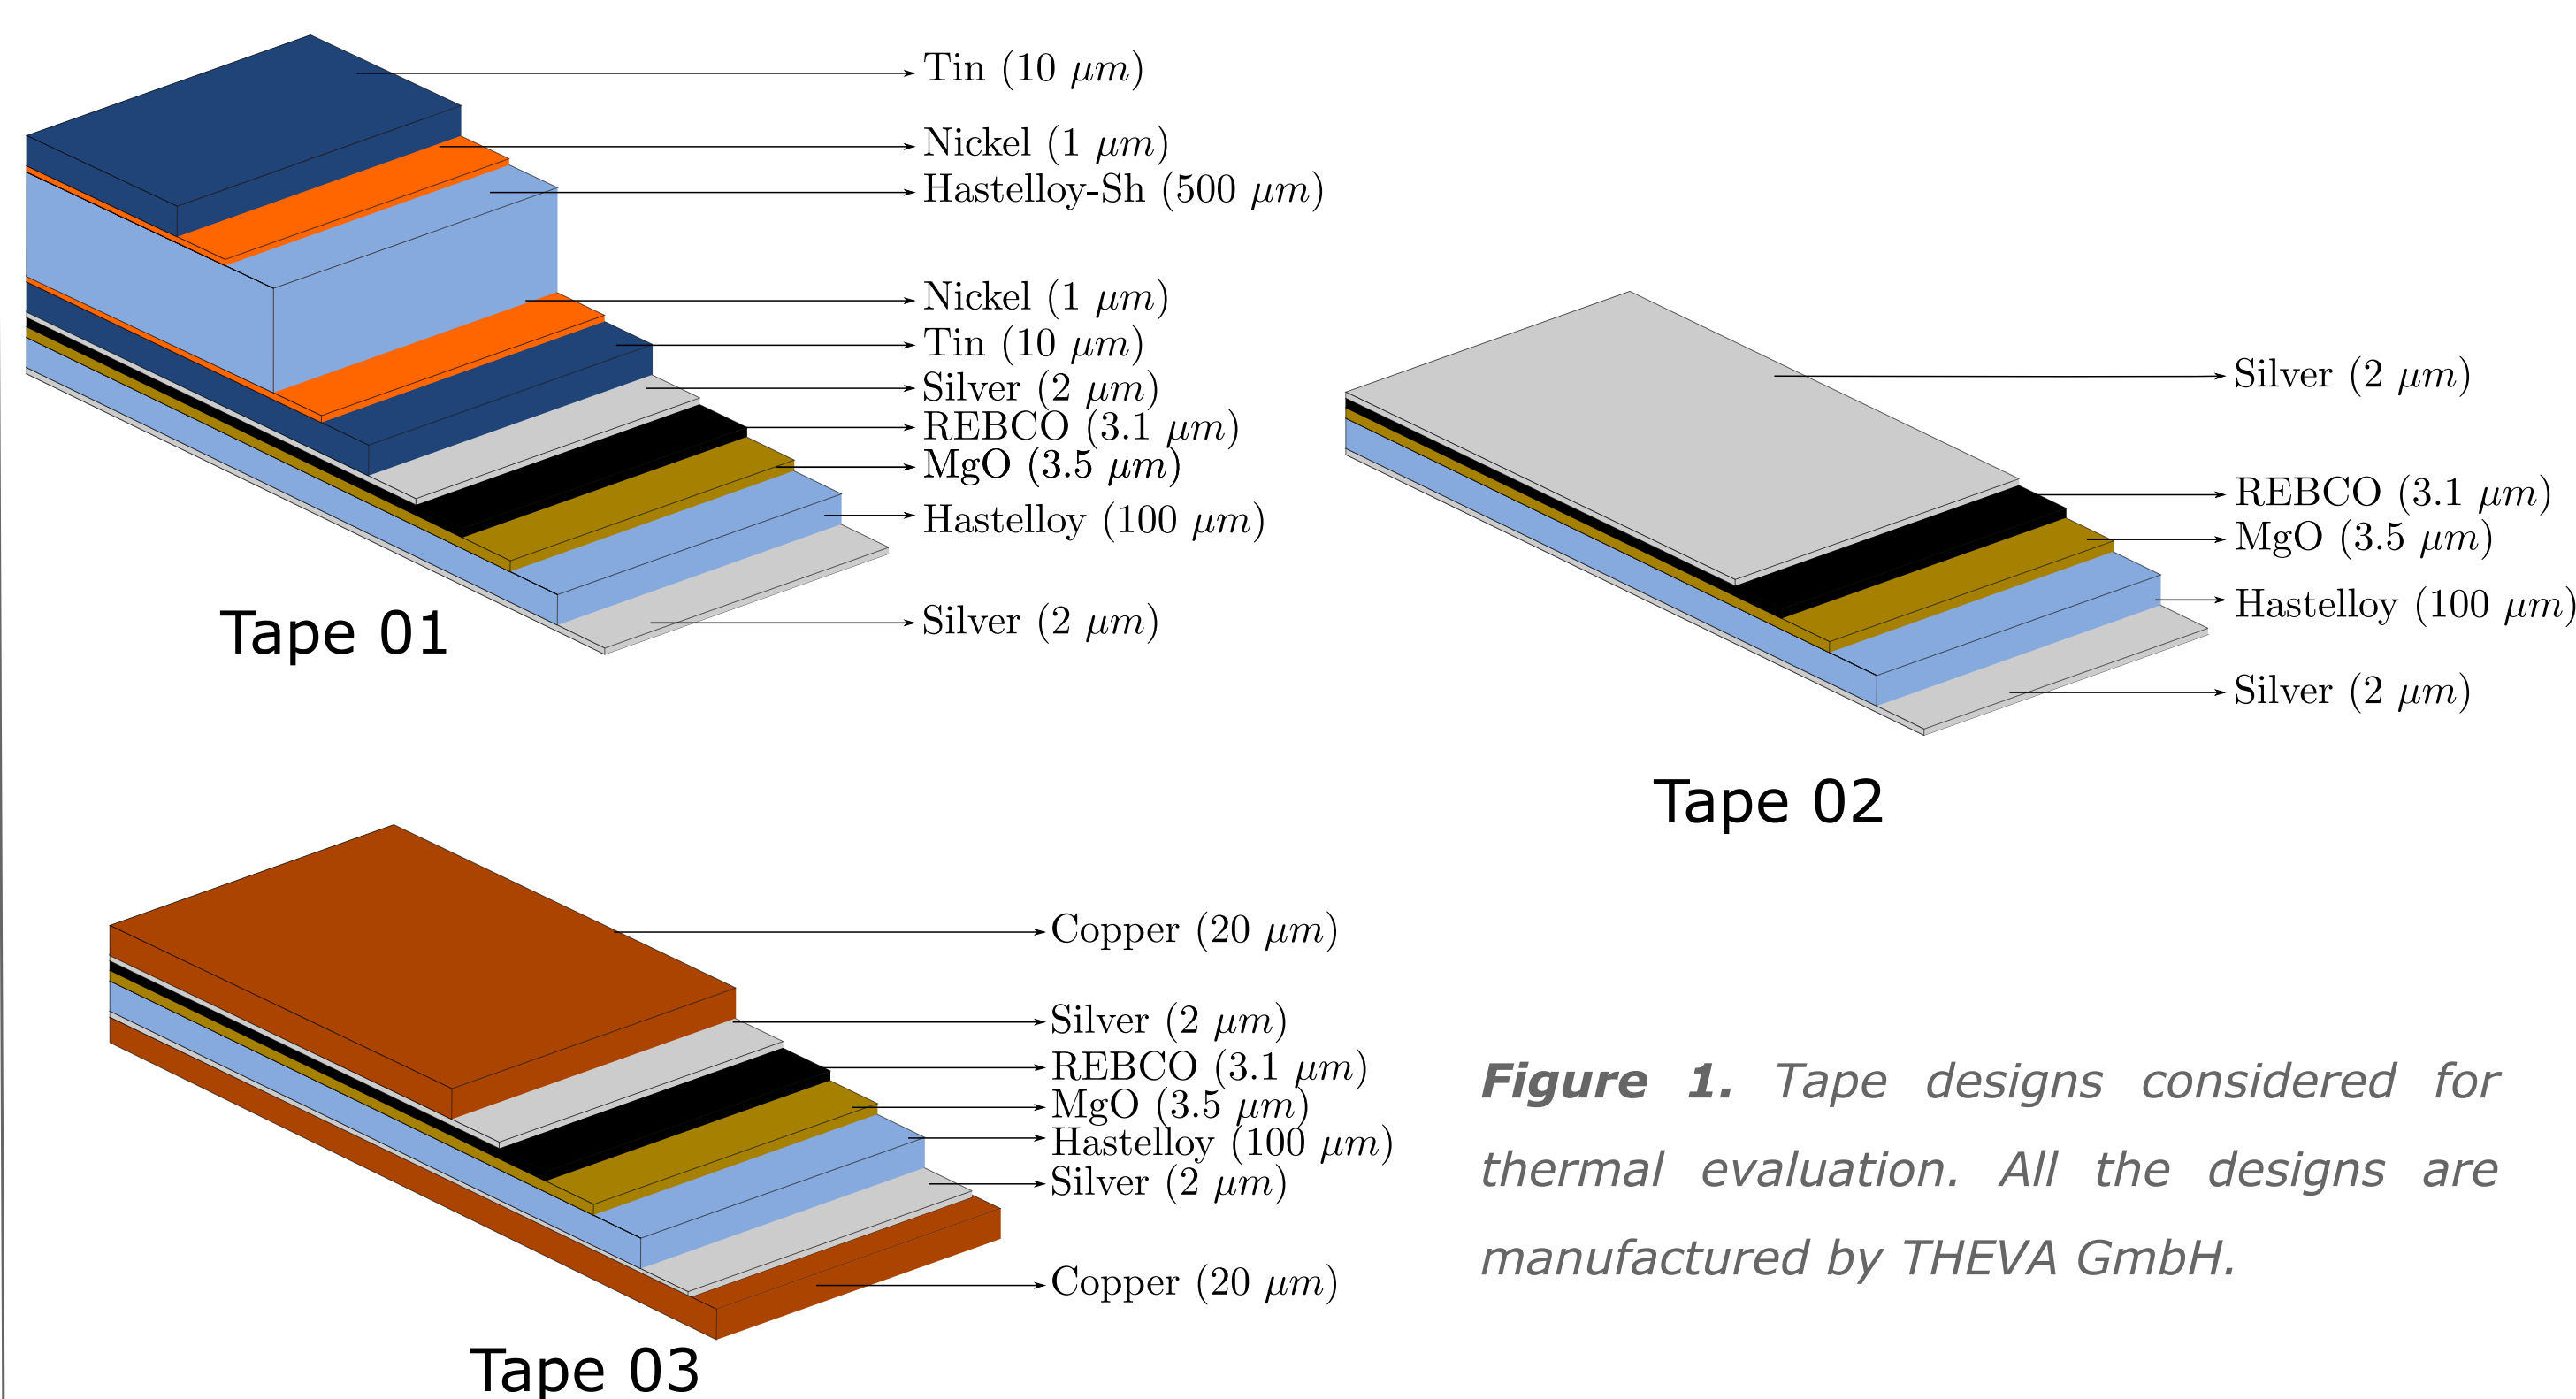 Tin (10 μm)
Nickel (1 μm)
Hastelloy-Sh (500 μm)
Nickel (1 μm)
Tin (10 μm)
Silver (2 μm)
REBCO (3.1 μm)
MgO (3.5 μm)
Hastelloy (100 μm)
Silver (2 μm)
Tape 01
Silver (2 μm)
REBCO (3.1 μm)
MgO (3.5 μm)
Hastelloy (100 μm)
Silver (2 μm)
Tape 02
Copper (20 μm)
Silver (2 μm)
REBCO (3.1 μm)
MgO (3.5 μm)
Hastelloy (100 μm)
Silver (2 μm)
Copper (20 μm)
Tape 03
Figure 1. Tape designs considered for
thermal evaluation. All the designs are
manufactured by THEVA GmbH.